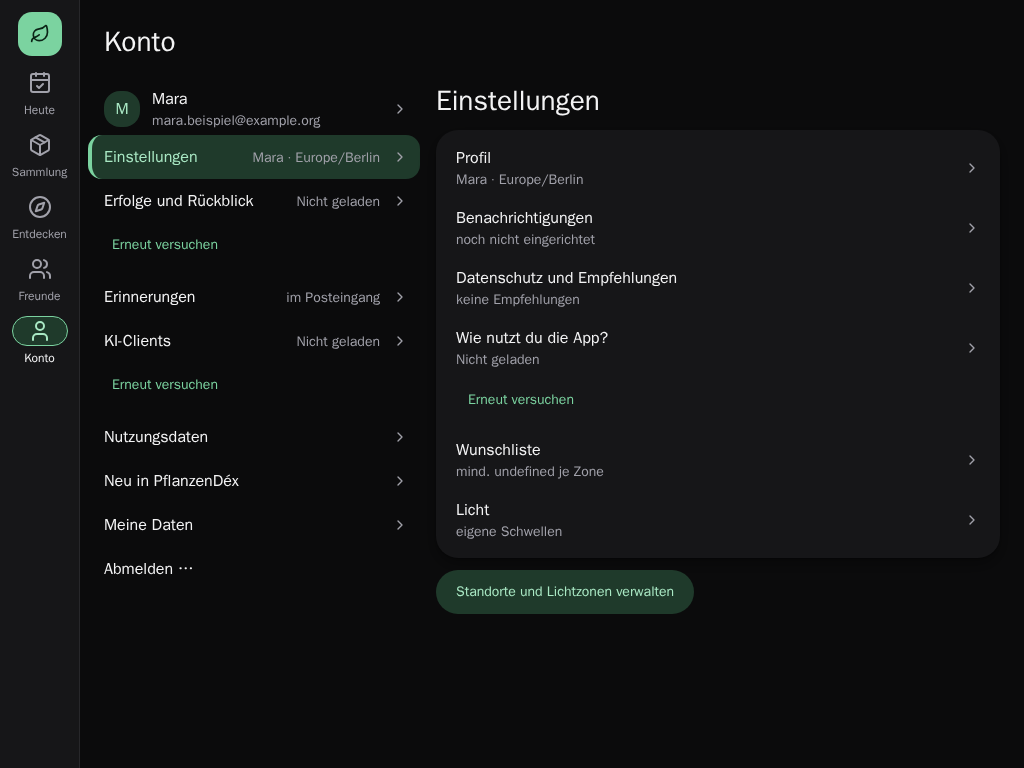 Konto
Heute
Sammlung
Entdecken
Freunde
Konto
M
Mara
mara.beispiel@example.org
Einstellungen
Mara · Europe/Berlin
Erfolge und Rückblick
Nicht geladen
Erneut versuchen
Erinnerungen
im Posteingang
KI-Clients
Nicht geladen
Erneut versuchen
Nutzungsdaten
Neu in PflanzenDéx
Meine Daten
Abmelden ···
Einstellungen
Profil
Mara · Europe/Berlin
Benachrichtigungen
noch nicht eingerichtet
Datenschutz und Empfehlungen
keine Empfehlungen
Wie nutzt du die App?
Nicht geladen
Erneut versuchen
Wunschliste
mind. undefined je Zone
Licht
eigene Schwellen
Standorte und Lichtzonen verwalten